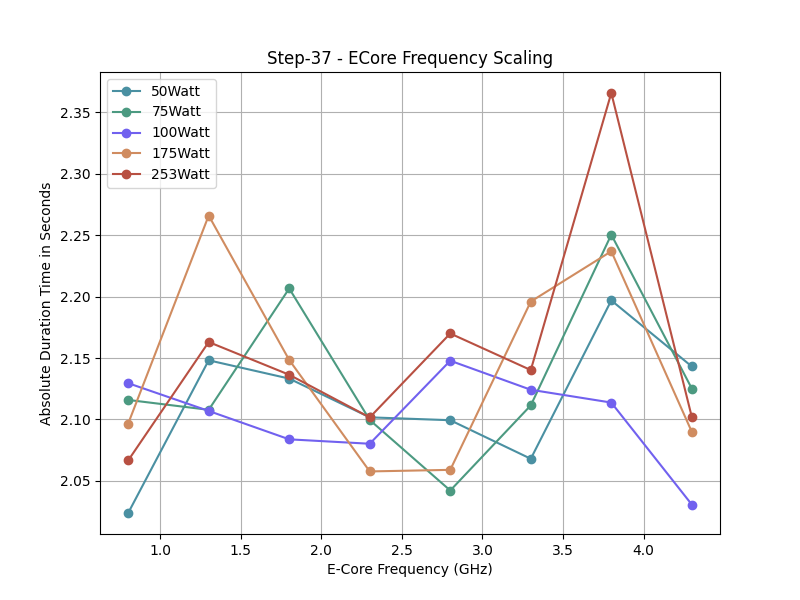 Step-37 - ECore Frequency Scaling
50Watt
75Watt
100Watt
175Watt
253Watt
Absolute Duration Time in Seconds
2.35
2.30
2.25
2.20
2.15
2.10
2.05
1.0 1.5 2.0 2.5 3.0 3.5 4.0
E-Core Frequency (GHz)